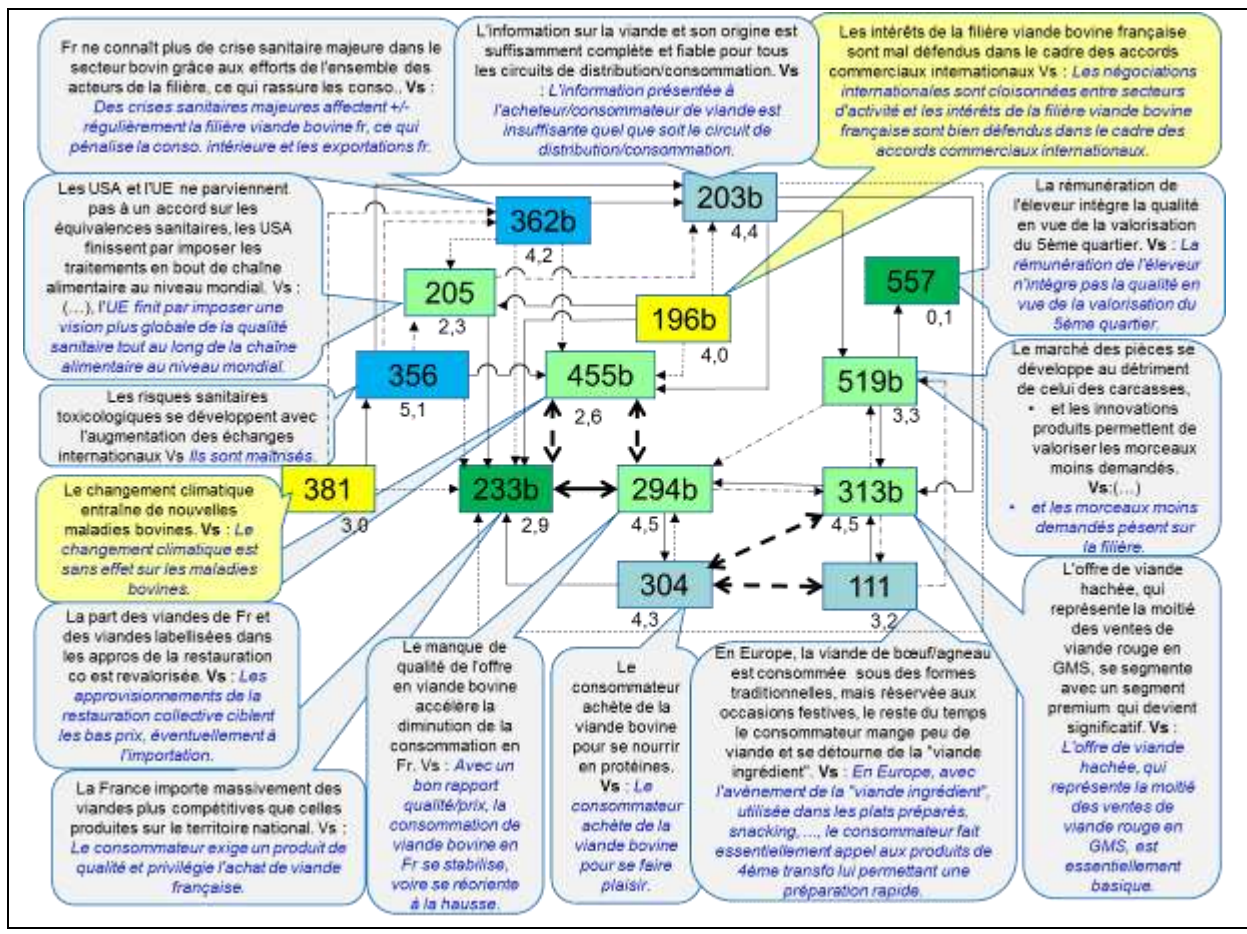 Fr ne connaît plus de crise sanitaire majeure dans le
secteur bovin grâce aux efforts de l'ensemble des
acteurs de la filière, ce qui rassure les conso.. Vs :
Des crises sanitaires majeures affectent +/-
régulièrement la filière viande bovine fr, ce qui
pénalise la conso. intérieure et les exportations fr.
L'information sur la viande et son origine est
suffisamment complète et fiable pour tous
les circuits de distribution/consommation. Vs
: L'information présentée à
l'acheteur/consommateur de viande est
insuffisante quel que soit le circuit de
distribution/consommation.
Les intérêts de la filière viande bovine française
sont mal défendus dans le cadre des accords
commerciaux internationaux Vs : Les négociations
internationales sont cloisonnées entre secteurs
d'activité et les intérêts de la filière viande bovine
française sont bien défendus dans le cadre des
accords commerciaux internationaux.
Les USA et l'UE ne parviennent
pas à un accord sur les
équivalences sanitaires, les USA
finissent par imposer les
traitements en bout de chaîne
alimentaire au niveau mondial. Vs :
(…), l'UE finit par imposer une
vision plus globale de la qualité
sanitaire tout au long de la chaîne
alimentaire au niveau mondial.
362b
4,2
203b
4,4
La rémunération de
l'éleveur intègre la qualité
en vue de la valorisation
du 5ème quartier. Vs : La
rémunération de l'éleveur
n'intègre pas la qualité en
vue de la valorisation du
5ème quartier.
205
2,3
196b
4,0
557
0,1
356
5,1
455b
2,6
519b
3,3
Le marché des pièces se
développe au détriment
de celui des carcasses,
• et les innovations
produits permettent de
valoriser les morceaux
moins demandés.
Vs:(…)
• et les morceaux moins
demandés pèsent sur
la filière.
Les risques sanitaires
toxicologiques se développent avec
l'augmentation des échanges
internationaux Vs Ils sont maîtrisés.
381
3,0
233b
2,9
294b
4,5
313b
4,5
304
4,3
111
3,2
Le changement climatique
entraîne de nouvelles
maladies bovines. Vs : Le
changement climatique est
sans effet sur les maladies
bovines.
La part des viandes de Fr et
des viandes labellisées dans
les appros de la restauration
co est revalorisée. Vs : Les
approvisionnements de la
restauration collective ciblent
les bas prix, éventuellement à
l'importation.
La France importe massivement des
viandes plus compétitives que celles
produites sur le territoire national. Vs :
Le consommateur exige un produit de
qualité et privilégie l'achat de viande
française.
Le manque de
qualité de l'offre
en viande bovine
accélère la
diminution de la
consommation en
Fr. Vs : Avec un
bon rapport
qualité/prix, la
consommation de
viande bovine en
Fr se stabilise,
voire se réoriente
à la hausse.
Le
consommateur
achète de la
viande bovine
pour se nourrir
en protéines.
Vs : Le
consommateur
achète de la
viande bovine
pour se faire
plaisir.
En Europe, la viande de bœuf/agneau
est consommée sous des formes
traditionnelles, mais réservée aux
occasions festives, le reste du temps
le consommateur mange peu de
viande et se détourne de la "viande
ingrédient". Vs : En Europe, avec
l'avènement de la "viande ingrédient",
utilisée dans les plats préparés,
snacking, ..., le consommateur fait
essentiellement appel aux produits de
4ème transfo lui permettant une
préparation rapide.
L'offre de viande
hachée, qui
représente la moitié
des ventes de
viande rouge en
GMS, se segmente
avec un segment
premium qui devient
significatif. Vs :
L'offre de viande
hachée, qui
représente la moitié
des ventes de
viande rouge en
GMS, est
essentiellement
basique.